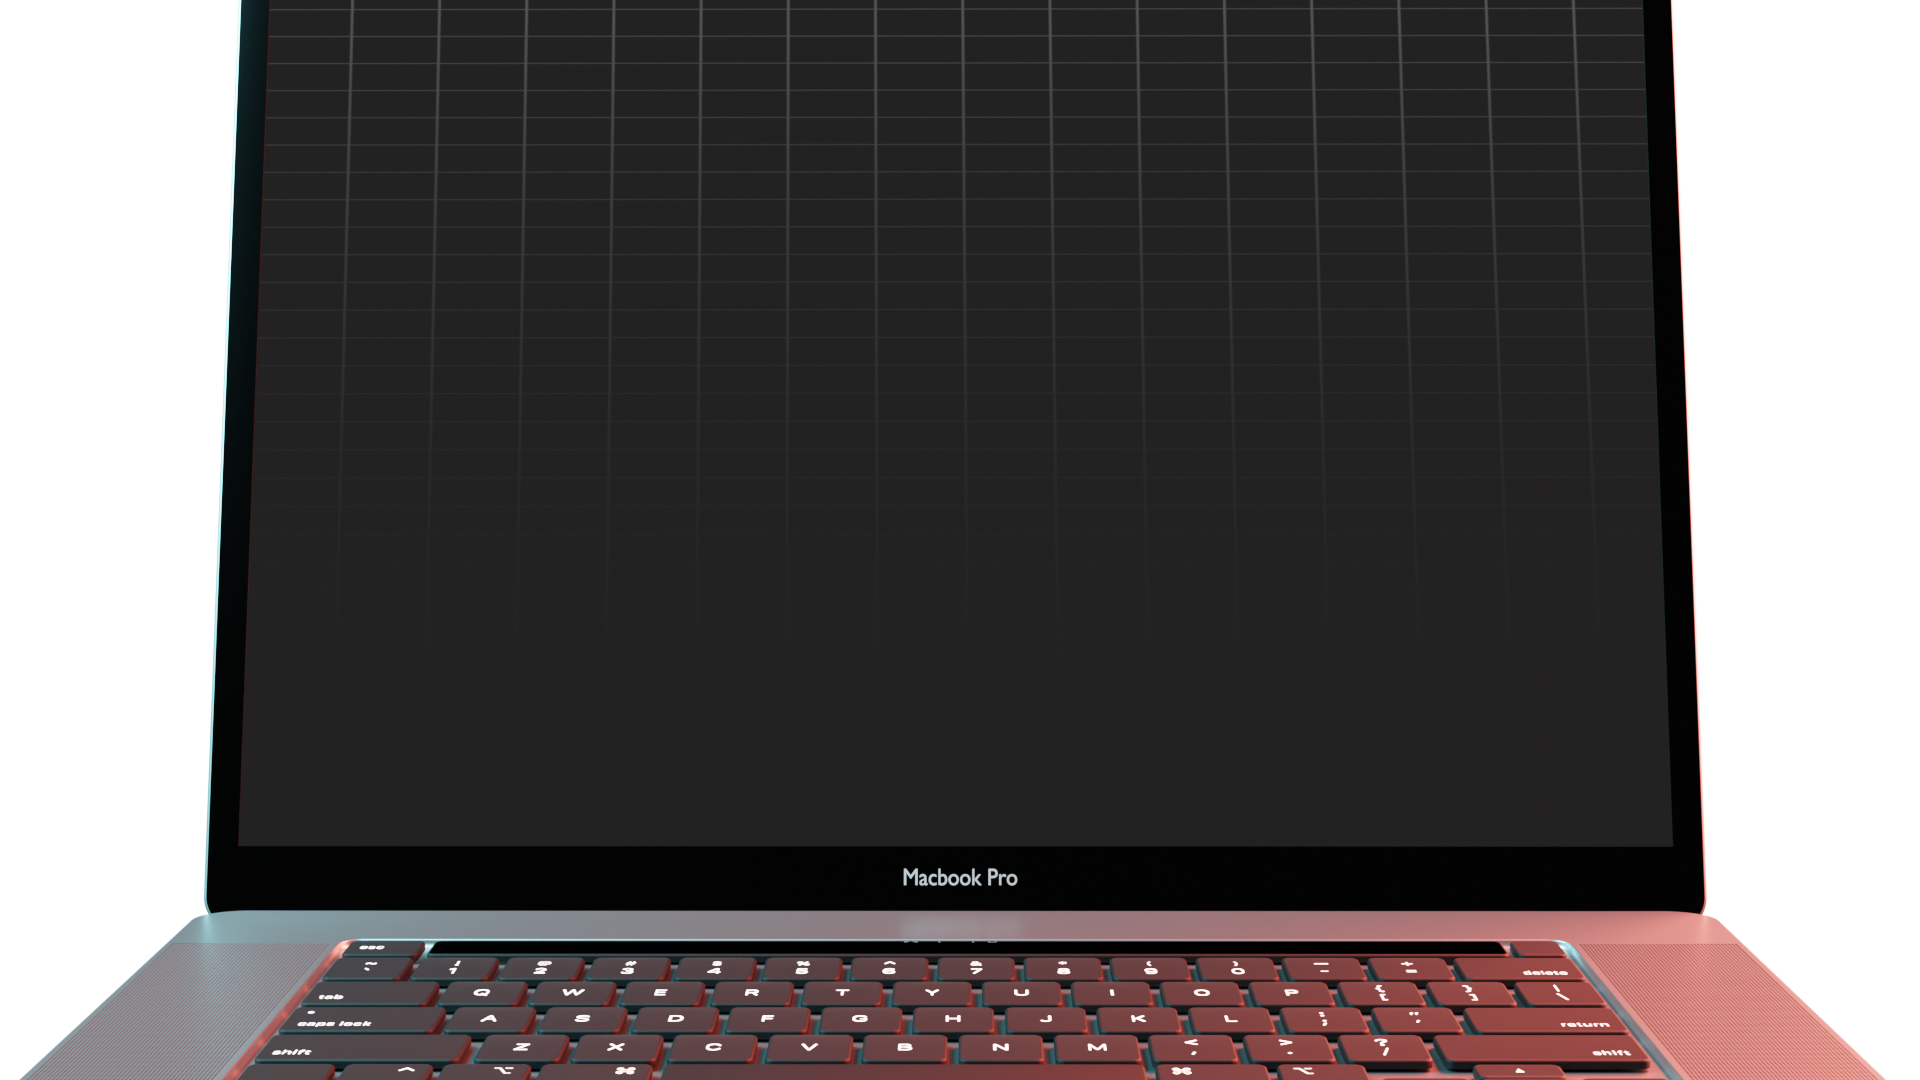 Macbook Pro
esc
~ ! @ # $ % ^ & * ( ) — +
` 1 2 3 4 5 6 7 8 9 0 - =
delete
tab Q W E R T Y U I O P { [ } ] | \
caps lock A S D F G H J K L : ; " ' return
shift Z X C V B N M < , > . ? / shift
^ ⌥ ⌘ ⌘ ⌥ ▲